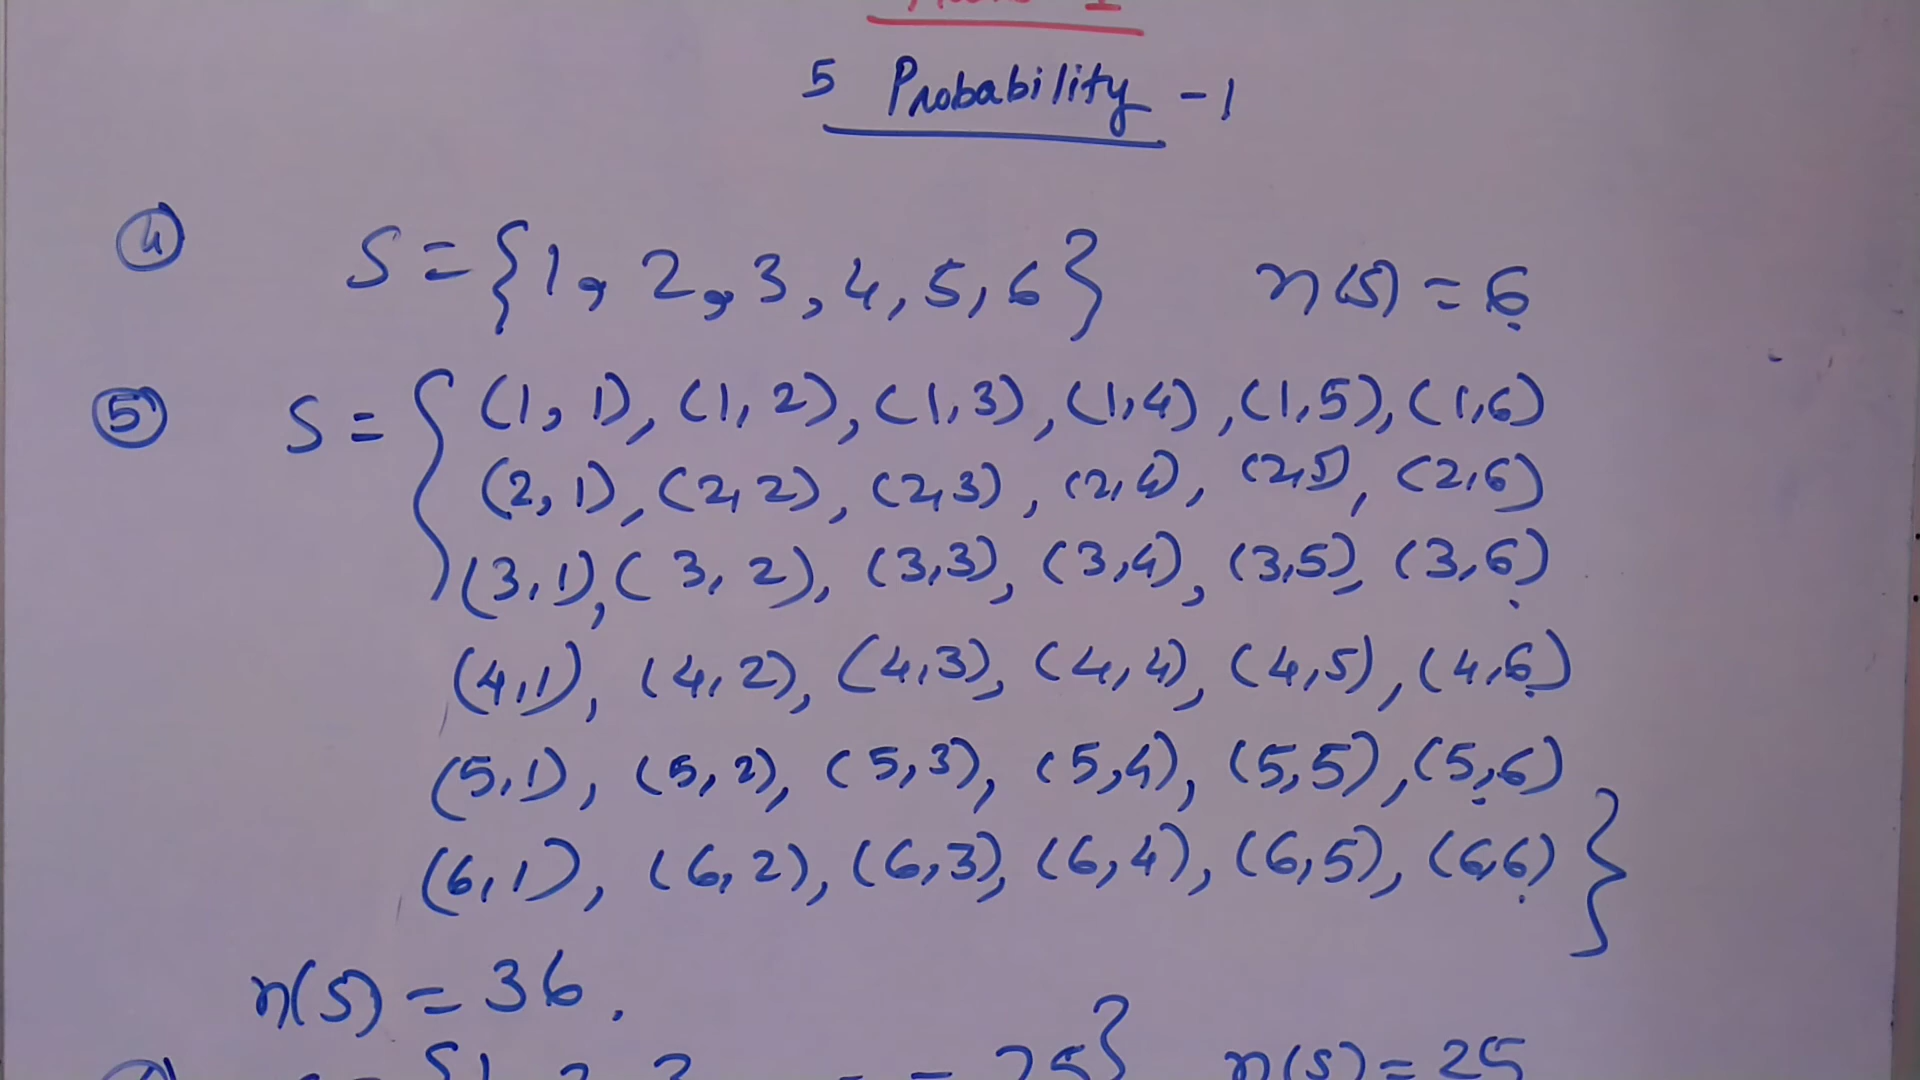 5 Probability - 1
4 S = {1, 2, 3, 4, 5, 6} n(S) = 6
5 S = { (1, 1), (1, 2), (1, 3), (1, 4), (1, 5), (1, 6)
(2, 1), (2, 2), (2, 3), (2, 4), (2, 5), (2, 6)
(3, 1), (3, 2), (3, 3), (3, 4), (3, 5), (3, 6)
(4, 1), (4, 2), (4, 3), (4, 4), (4, 5), (4, 6)
(5, 1), (5, 2), (5, 3), (5, 4), (5, 5), (5, 6)
(6, 1), (6, 2), (6, 3), (6, 4), (6, 5), (6, 6) }
n(S) = 36.
{1 2 3 - - 25} n(S) = 25